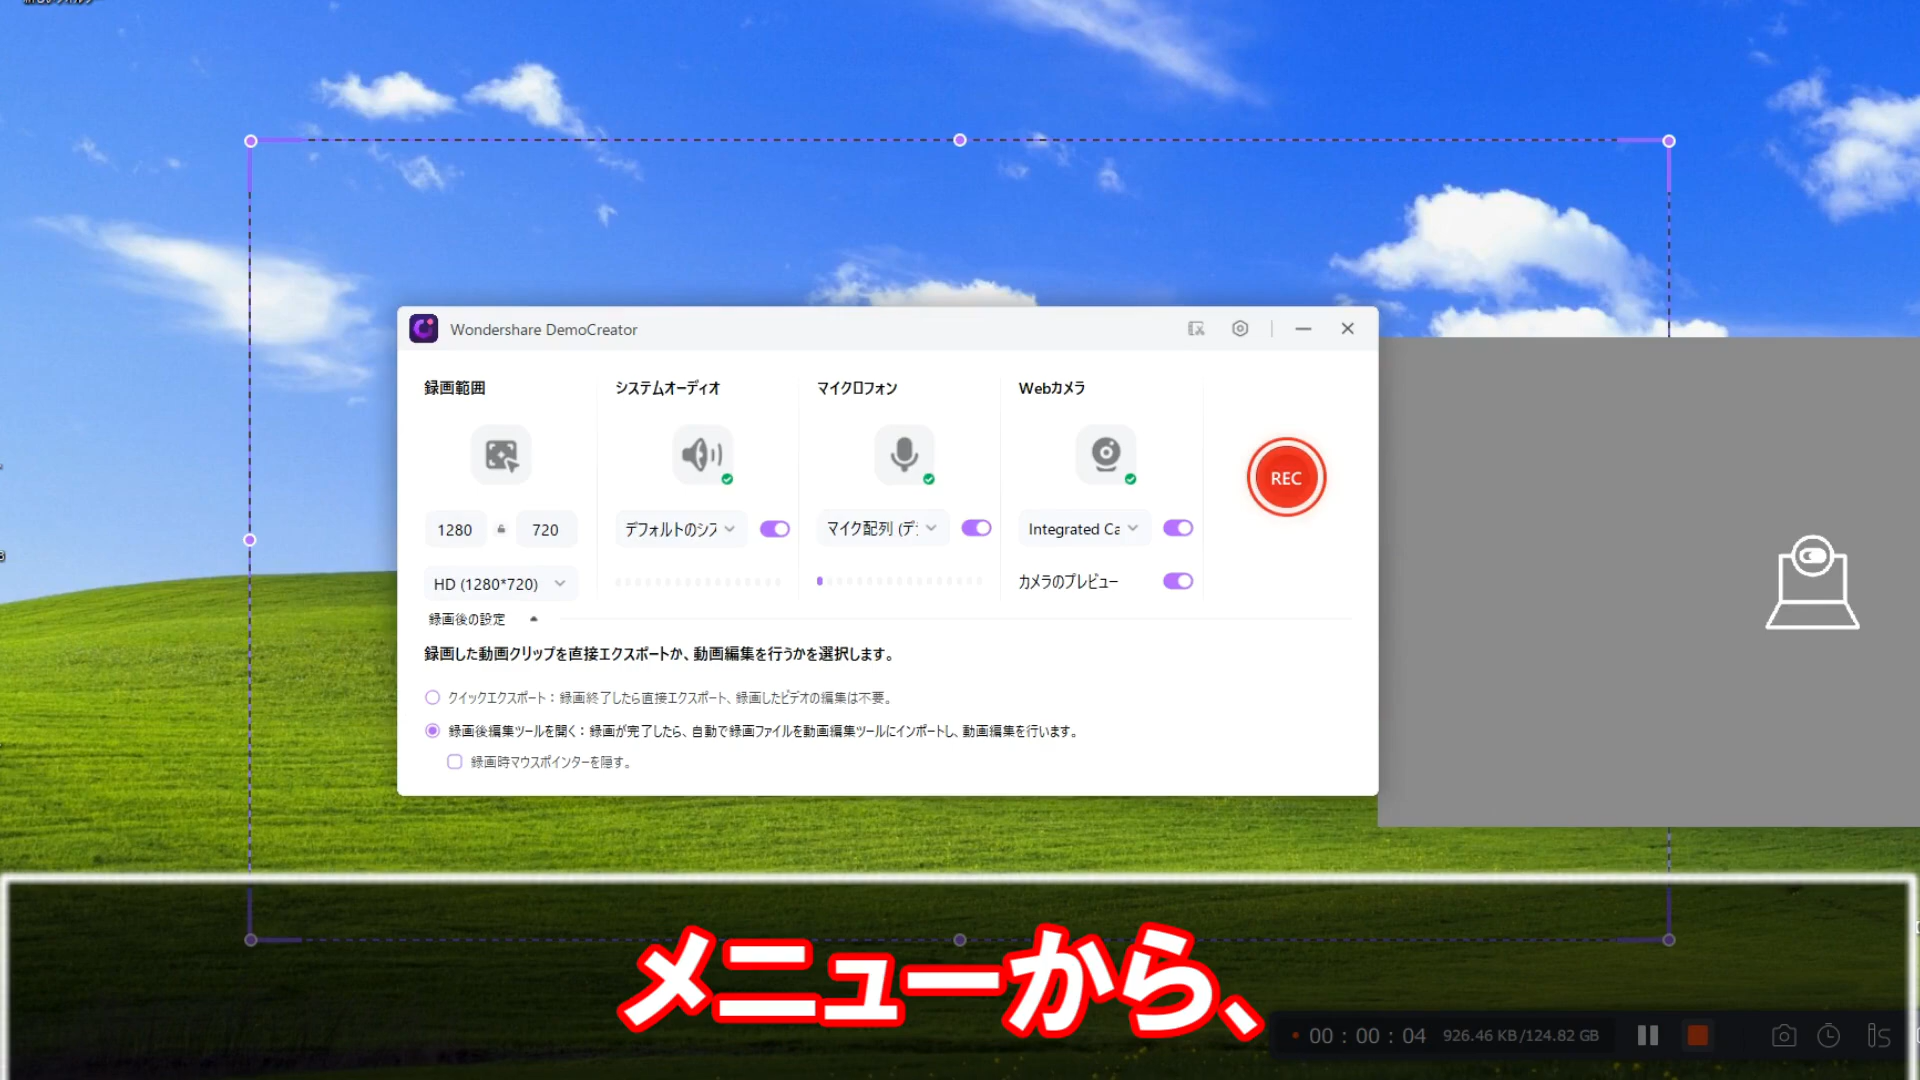 Wondershare DemoCreator
録画範囲
システムオーディオ
マイクロフォン
Webカメラ
REC
1280
720
デフォルトのシス
マイク配列 (デ:
Integrated Ca
HD (1280*720)
カメラのプレビュー
録画後の設定
録画した動画クリップを直接エクスポートか、動画編集を行うかを選択します。
クイックエクスポート：録画終了したら直接エクスポート、録画したビデオの編集は不要。
録画後編集ツールを開く：録画が完了したら、自動で録画ファイルを動画編集ツールにインポートし、動画編集を行います。
録画時マウスポインターを隠す。
メニューから、
00 : 00 : 04
926.46 KB/124.82 GB